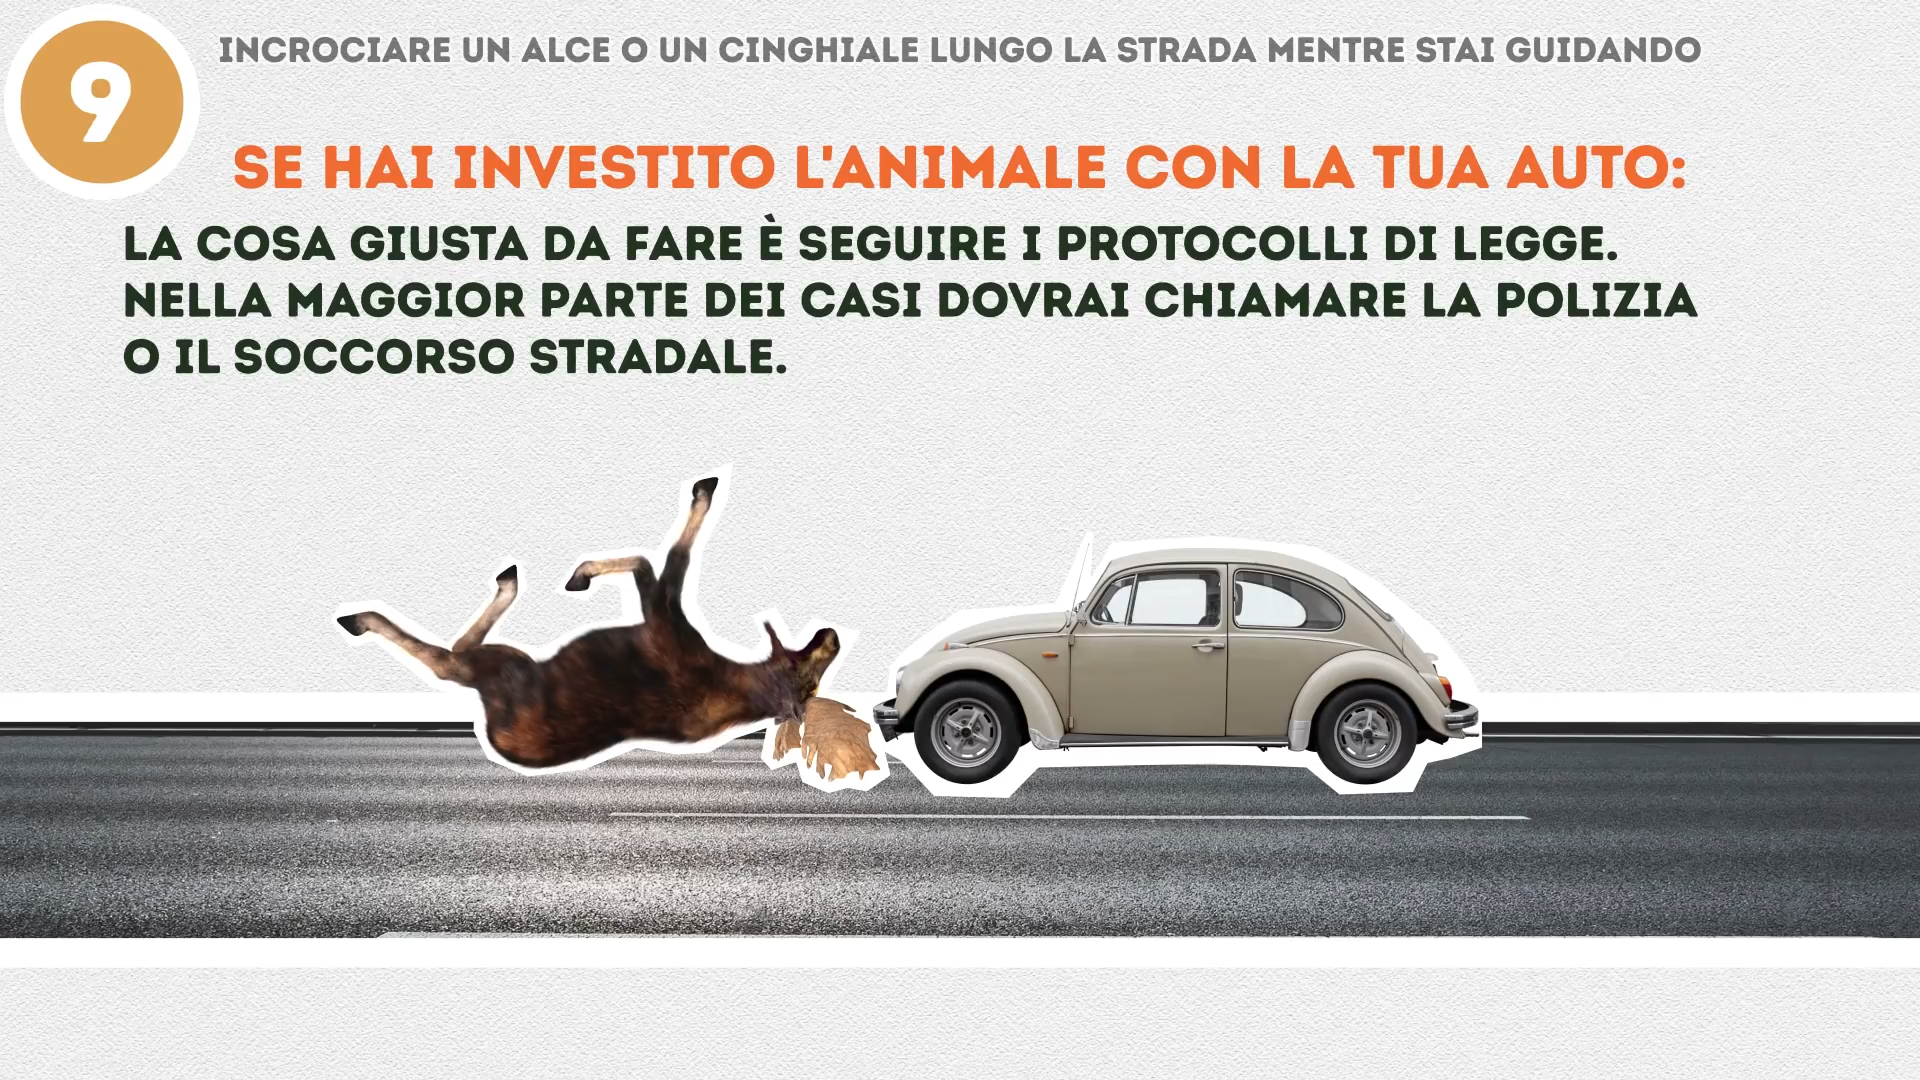 9
INCROCIARE UN ALCE O UN CINGHIALE LUNGO LA STRADA MENTRE STAI GUIDANDO
SE HAI INVESTITO L'ANIMALE CON LA TUA AUTO:
LA COSA GIUSTA DA FARE È SEGUIRE I PROTOCOLLI DI LEGGE.
NELLA MAGGIOR PARTE DEI CASI DOVRAI CHIAMARE LA POLIZIA
O IL SOCCORSO STRADALE.